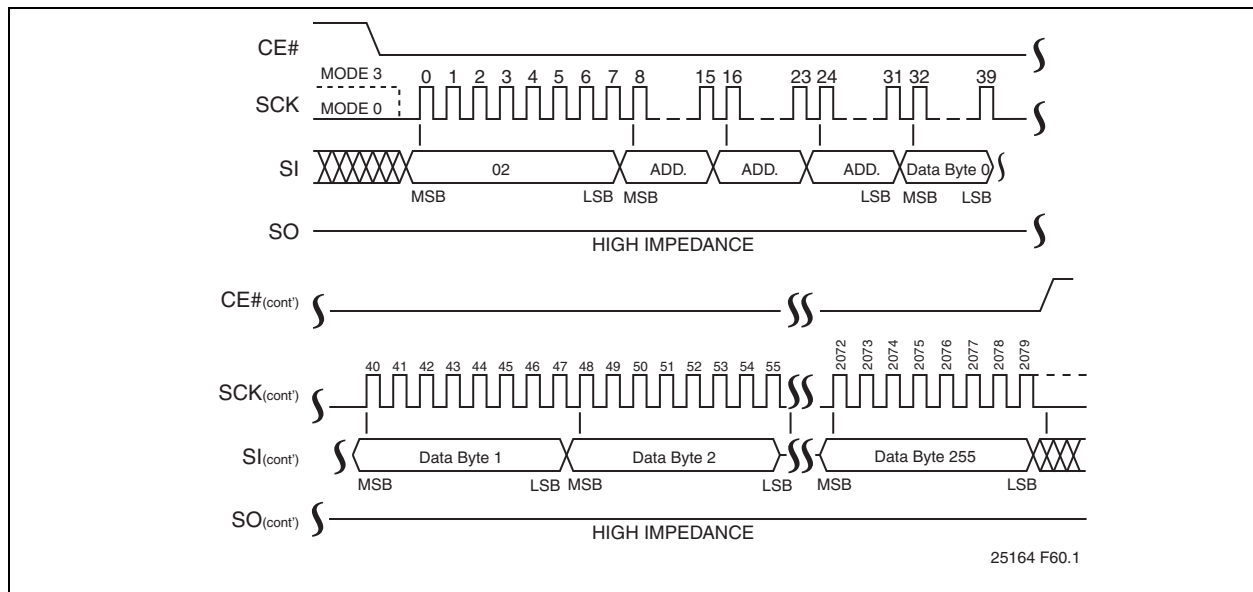 CE#
MODE 3
0 1 2 3 4 5 6 7 8 15 16 23 24 31 32 39
SCK
MODE 0
SI
02 ADD. ADD. ADD. Data Byte 0
MSB LSB MSB LSB MSB LSB
SO
HIGH IMPEDANCE
CE#(cont')
40 41 42 43 44 45 46 47 48 49 50 51 52 53 54 55 2072 2073 2074 2075 2076 2077 2078 2079
SCK(cont')
SI(cont')
Data Byte 1 Data Byte 2 Data Byte 255
MSB LSB MSB LSB MSB LSB
SO(cont')
HIGH IMPEDANCE
25164 F60.1